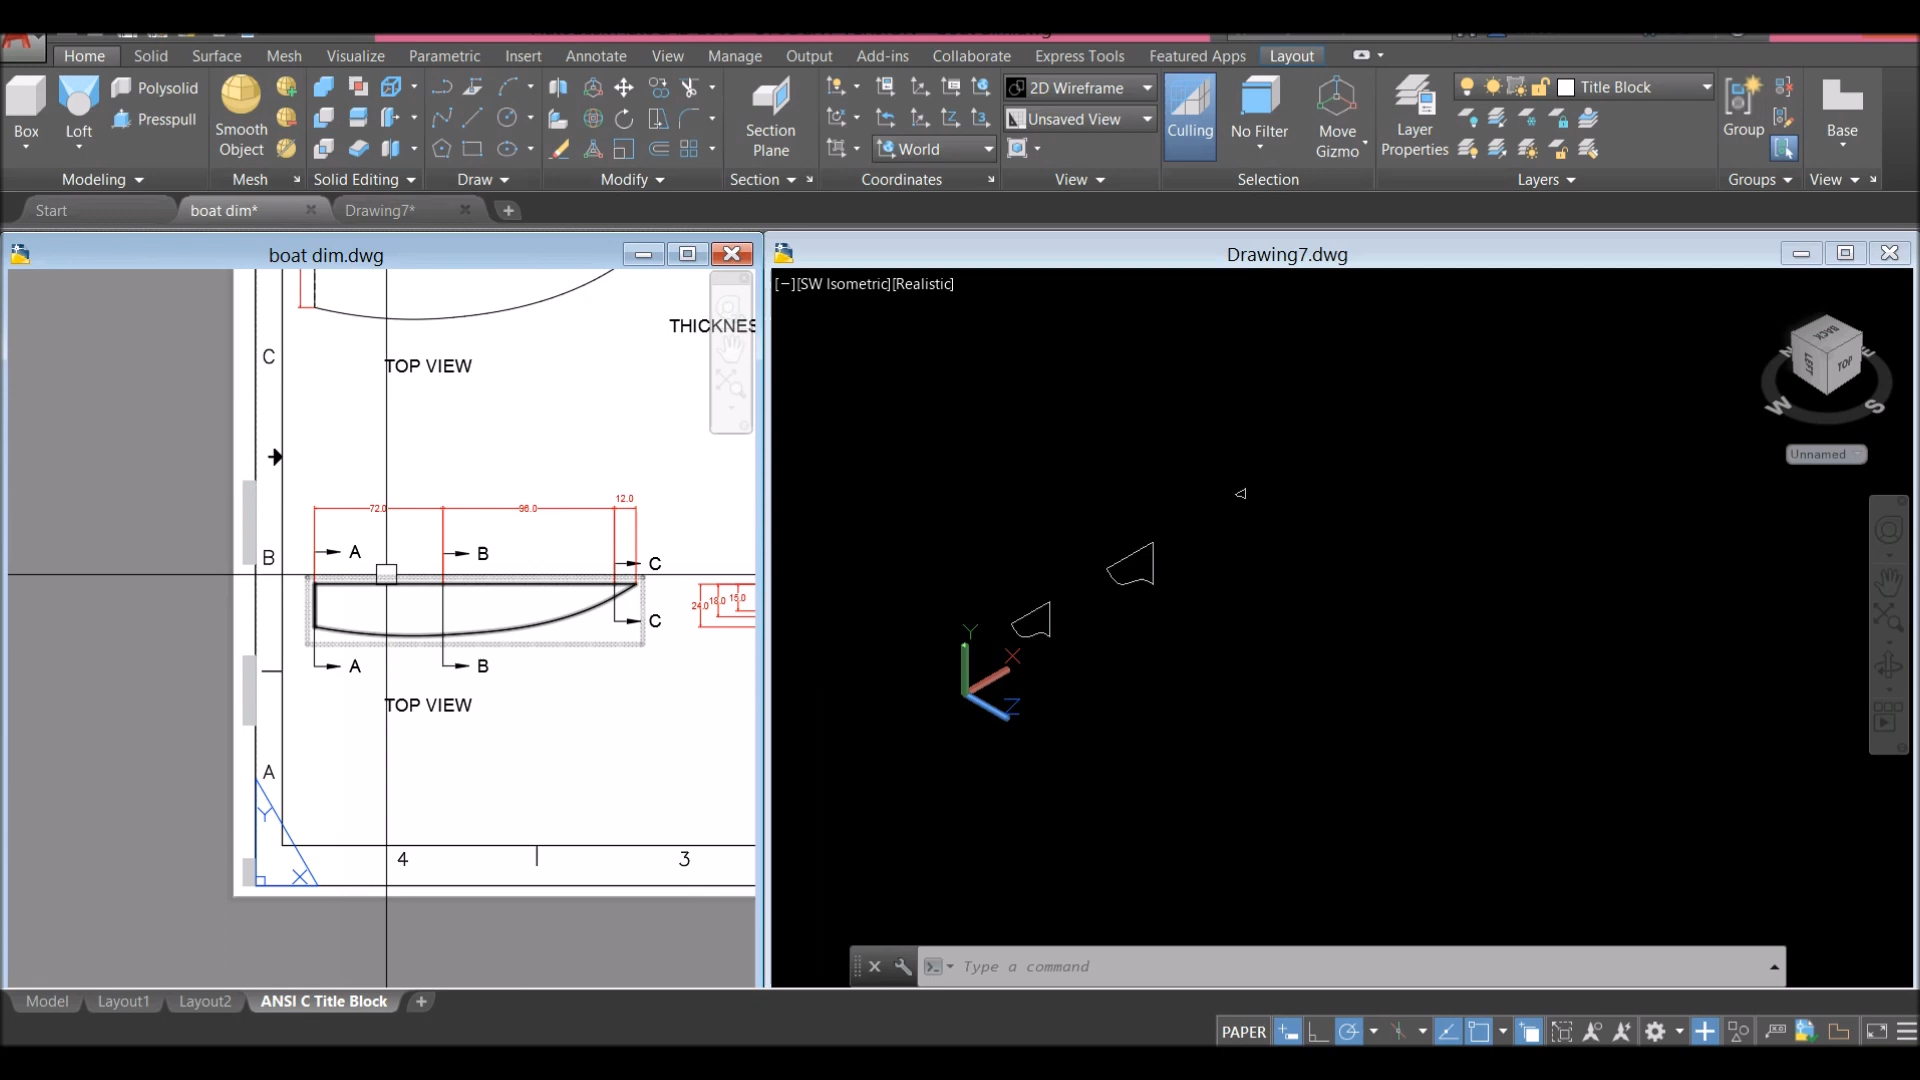 Home Solid Surface Mesh Visualize Parametric Insert Annotate View Manage Output Add-ins Collaborate Express Tools Featured Apps Layout
Box
Loft
Polysolid
Presspull
Smooth
Object
Section
Plane
2D Wireframe
Unsaved View
World
Culling
No Filter
Move
Gizmo
Layer
Properties
Title Block
Group
Base
Modeling Mesh Solid Editing Draw Modify Section Coordinates View Selection Layers Groups View
Start boat dim* Drawing7*
boat dim.dwg
Drawing7.dwg
[−][SW Isometric][Realistic]
THICKNES
C
TOP VIEW
72.0 96.0 12.0
A B C
B
24.0 18.0 15.0
C
A B
TOP VIEW
A
Y
X
4 3
Y
X
Z
BACK
LEFT
TOP
N E
W S
Unnamed
Type a command
Model Layout1 Layout2 ANSI C Title Block
PAPER